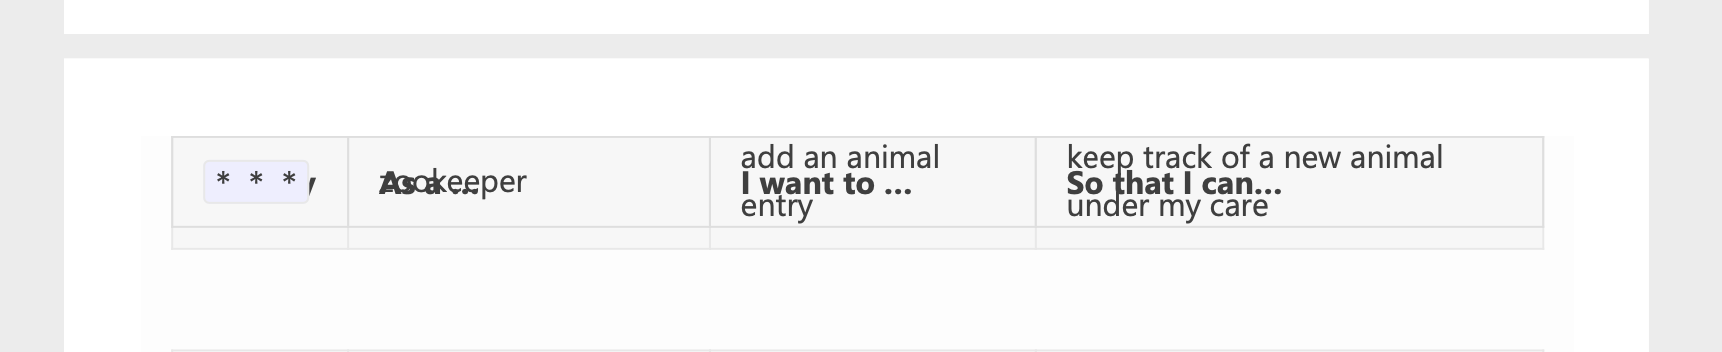 * * *
As a ...
zookeeper
add an animal
I want to ...
entry
keep track of a new animal
So that I can...
under my care